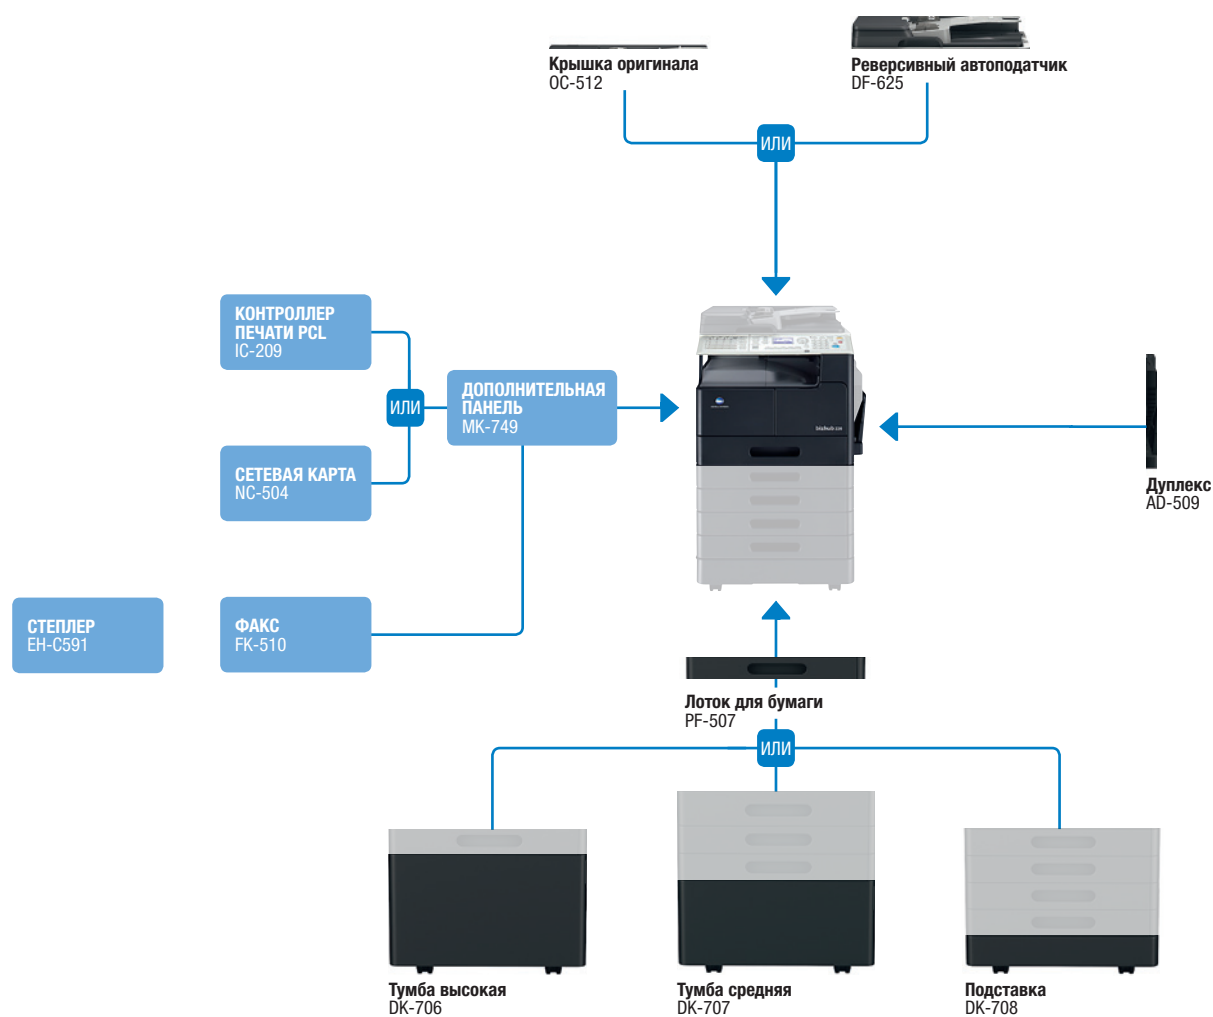 Крышка оригинала
OC-512
Реверсивный автоподатчик
DF-625
ИЛИ
КОНТРОЛЛЕР
ПЕЧАТИ PCL
IC-209
ИЛИ
ДОПОЛНИТЕЛЬНАЯ
ПАНЕЛЬ
МК-749
СЕТЕВАЯ КАРТА
NC-504
bizhub
Дуплекс
AD-509
СТЕПЛЕР
EH-C591
ФАКС
FK-510
Лоток для бумаги
PF-507
ИЛИ
Тумба высокая
DK-706
Тумба средняя
DK-707
Подставка
DK-708